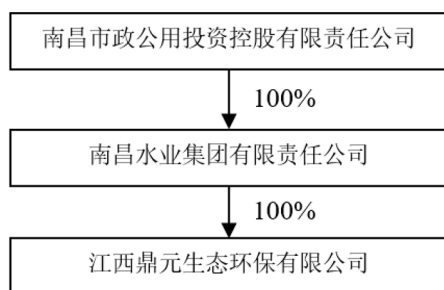 南昌市政公用投资控股有限责任公司
100%
南昌水业集团有限责任公司
100%
江西鼎元生态环保有限公司